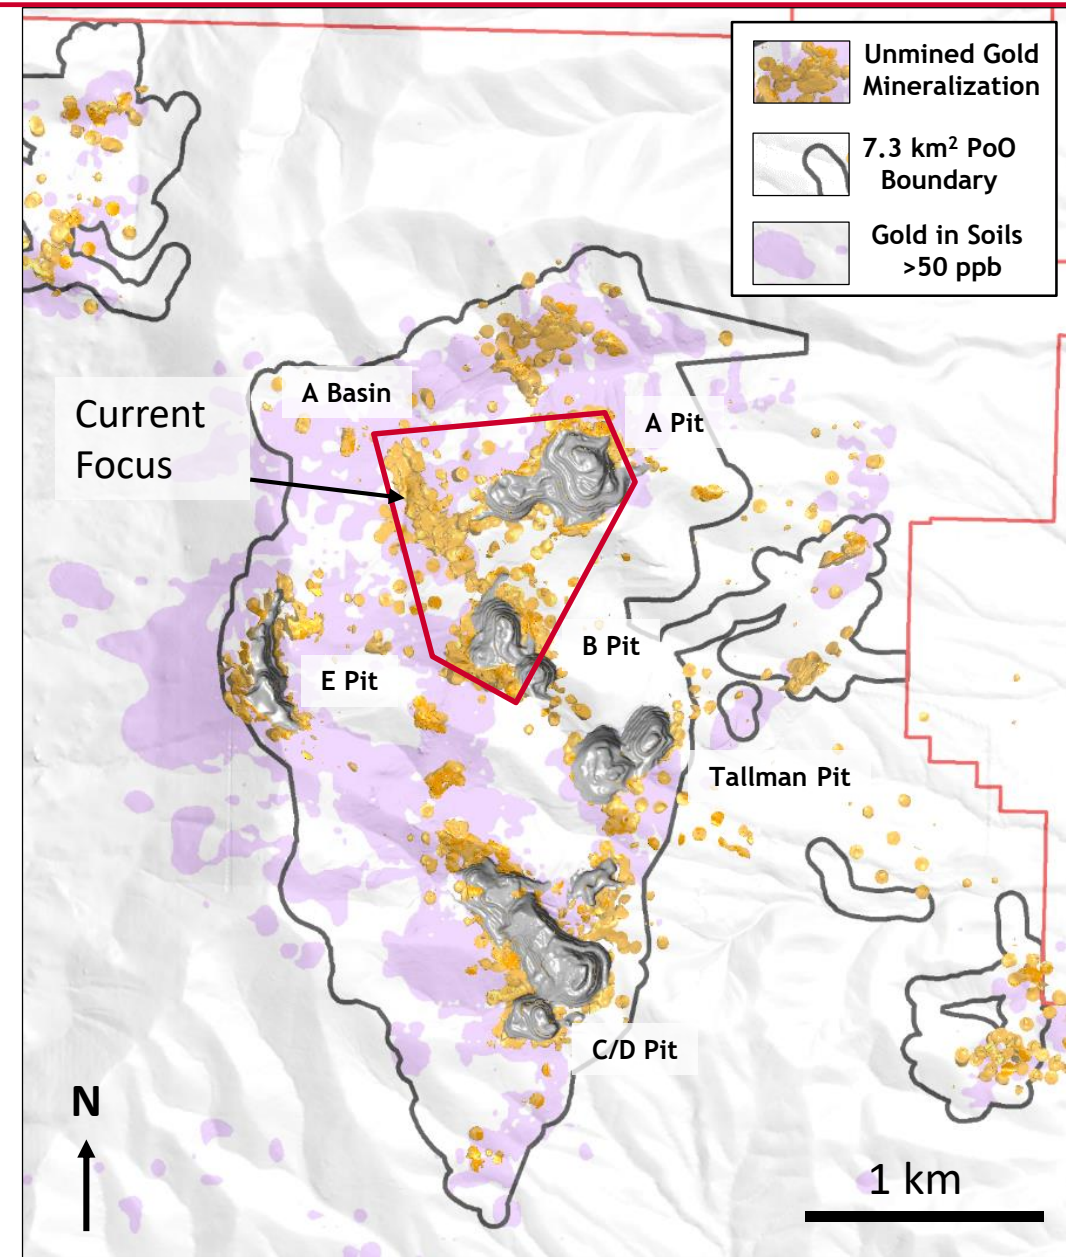 Unmined Gold
Mineralization
7.3 km² PoO
Boundary
Gold in Soils
>50 ppb
A Basin
Current
Focus
A Pit
B Pit
E Pit
Tallman Pit
C/D Pit
N
1 km